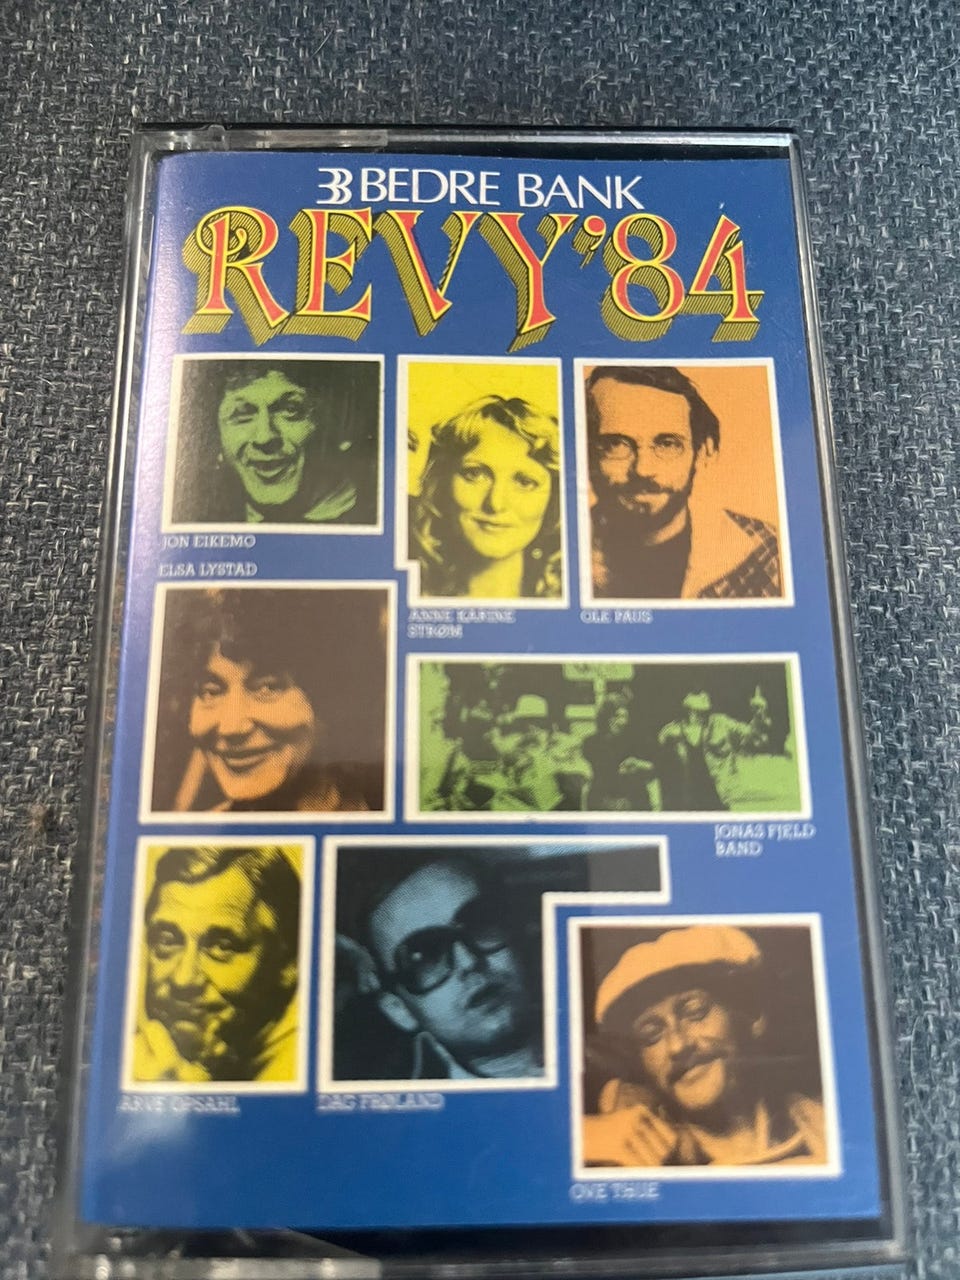 BEDRE BANK
REVY'84
JON EIKEMO
ELSA LYSTAD
ANNE KARINE
STRØM
OLE PAUS
JONAS FJELD
BAND
ARVE OPSAHL
DAG FRØLAND
OVE THUE